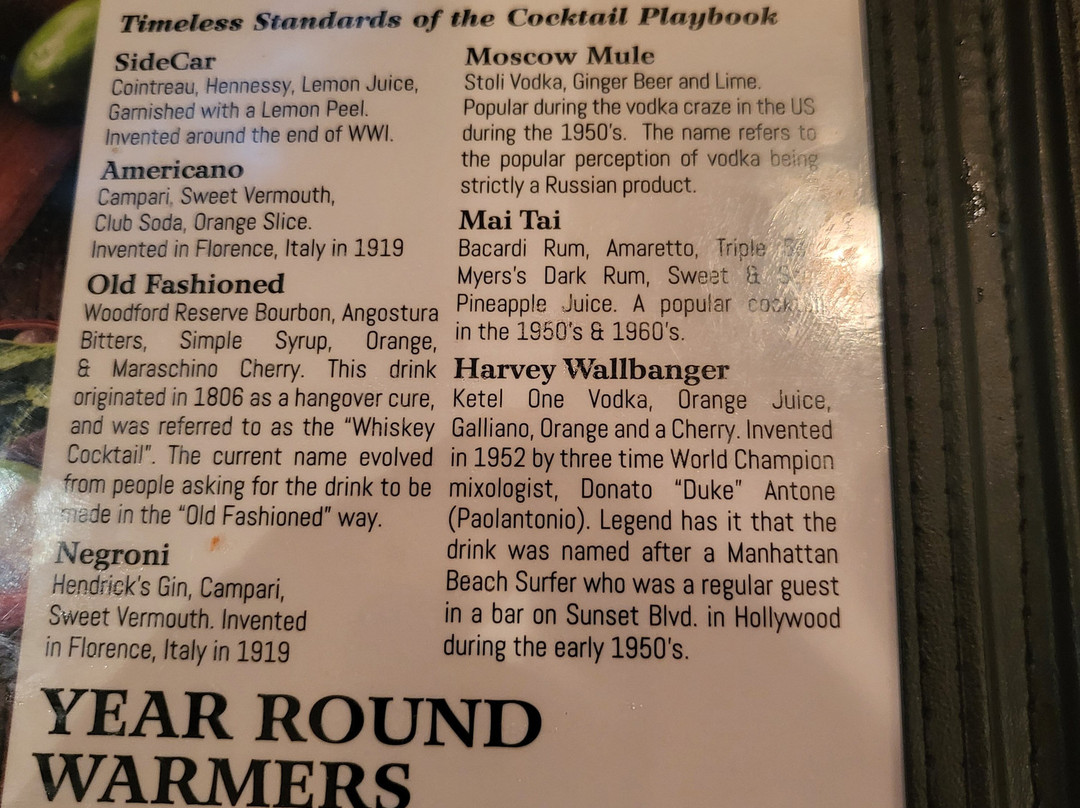 Timeless Standards of the Cocktail Playbook
SideCar
Cointreau, Hennessy, Lemon Juice,
Garnished with a Lemon Peel.
Invented around the end of WWI.
Americano
Campari, Sweet Vermouth,
Club Soda, Orange Slice.
Invented in Florence, Italy in 1919
Old Fashioned
Woodford Reserve Bourbon, Angostura
Bitters, Simple Syrup, Orange,
& Maraschino Cherry. This drink
originated in 1806 as a hangover cure,
and was referred to as the “Whiskey
Cocktail”. The current name evolved
from people asking for the drink to be
made in the “Old Fashioned” way.
Negroni
Hendrick's Gin, Campari,
Sweet Vermouth. Invented
in Florence, Italy in 1919
Moscow Mule
Stoli Vodka, Ginger Beer and Lime.
Popular during the vodka craze in the US
during the 1950's. The name refers to
the popular perception of vodka being
strictly a Russian product.
Mai Tai
Bacardi Rum, Amaretto, Triple
Myers's Dark Rum, Sweet &
Pineapple Juice. A popular
in the 1950's & 1960's.
Harvey Wallbanger
Ketel One Vodka, Orange Juice,
Galliano, Orange and a Cherry. Invented
in 1952 by three time World Champion
mixologist, Donato “Duke” Antone
(Paolantonio). Legend has it that the
drink was named after a Manhattan
Beach Surfer who was a regular guest
in a bar on Sunset Blvd. in Hollywood
during the early 1950's.
YEAR ROUND
WARMERS